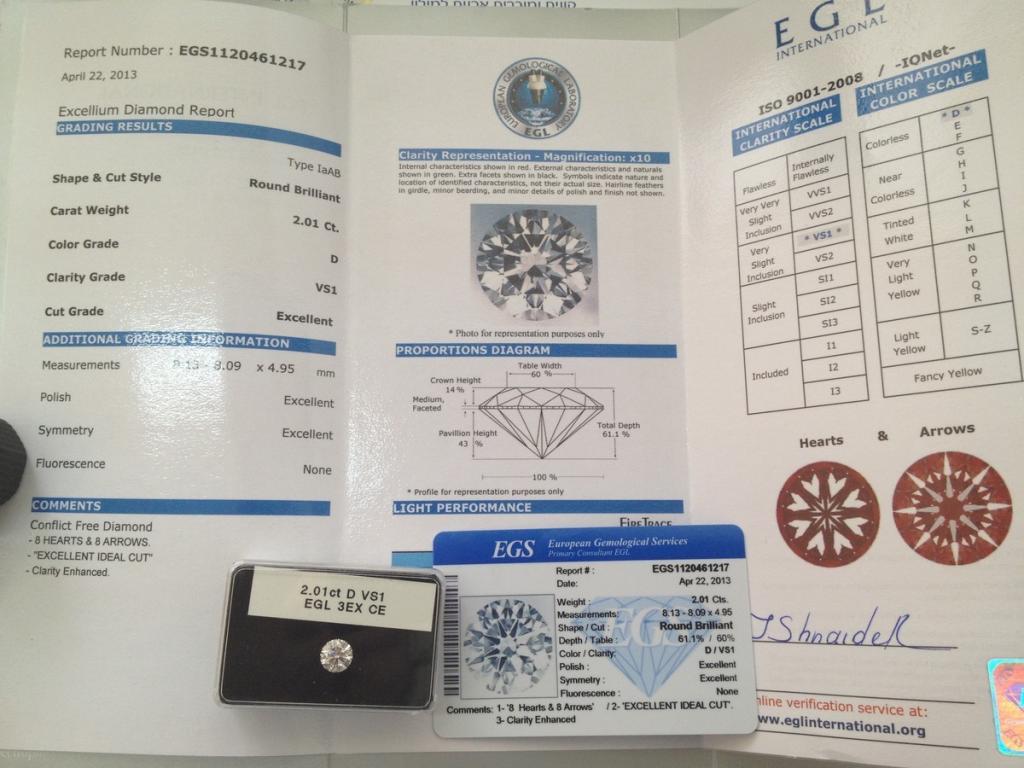 קווים ומוברים ארוים למילוי
Report Number : EGS1120461217
April 22, 2013
Excellium Diamond Report
GRADING RESULTS
Type IaAB
Shape & Cut Style Round Brilliant
Carat Weight 2.01 Ct.
Color Grade D
Clarity Grade VS1
Cut Grade Excellent
ADDITIONAL GRADING INFORMATION
Measurements 8.13 - 8.09 x 4.95 mm
Polish Excellent
Symmetry Excellent
Fluorescence None
COMMENTS
Conflict Free Diamond
- 8 HEARTS & 8 ARROWS.
- "EXCELLENT IDEAL CUT"
- Clarity Enhanced.
EUROPEAN GEMOLOGICAL LABORATORY
EGL
Clarity Representation - Magnification: x10
Internal characteristics shown in red. External characteristics and naturals
shown in green. Extra facets shown in black. Symbols indicate nature and
location of identified characteristics, not their actual size. Hairline feathers
in girdle, minor bearding, and minor details of polish and finish not shown.
* Photo for representation purposes only
PROPORTIONS DIAGRAM
Table Width
60 %
Crown Height
14 %
Medium,
Faceted
Pavillion Height
43 %
Total Depth
61.1 %
100 %
* Profile for representation purposes only
LIGHT PERFORMANCE
FIRETRACE
EGL
INTERNATIONAL
ISO 9001-2008 / -IQNet-
INTERNATIONAL
CLARITY SCALE
Flawless
Internally
Flawless
Very Very
Slight
Inclusion
VVS1
VVS2
Very
Slight
Inclusion
* VS1 *
VS2
Slight
Inclusion
SI1
SI2
SI3
Included
I1
I2
I3
INTERNATIONAL
COLOR SCALE
Colorless
* D *
E
F
Near
Colorless
G
H
I
J
Tinted
White
K
L
M
Very
Light
Yellow
N
O
P
Q
R
Light
Yellow
S-Z
Fancy Yellow
Hearts & Arrows
JShnaideR
nline verification service at:
ww.eglinternational.org
2.01ct D VS1
EGL 3EX CE
EGS European Gemological Services
Primary Consultant EGL
Report # : EGS1120461217
Date: Apr 22, 2013
Weight : 2.01 Cts.
Measurements: 8.13 - 8.09 x 4.95
Shape / Cut : Round Brilliant
Depth / Table : 61.1% / 60%
Color / Clarity: D / VS1
Polish : Excellent
Symmetry : Excellent
Fluorescence : None
EGS
Comments: 1- '8 Hearts & 8 Arrows' / 2- 'EXCELLENT IDEAL CUT'.
3- Clarity Enhanced